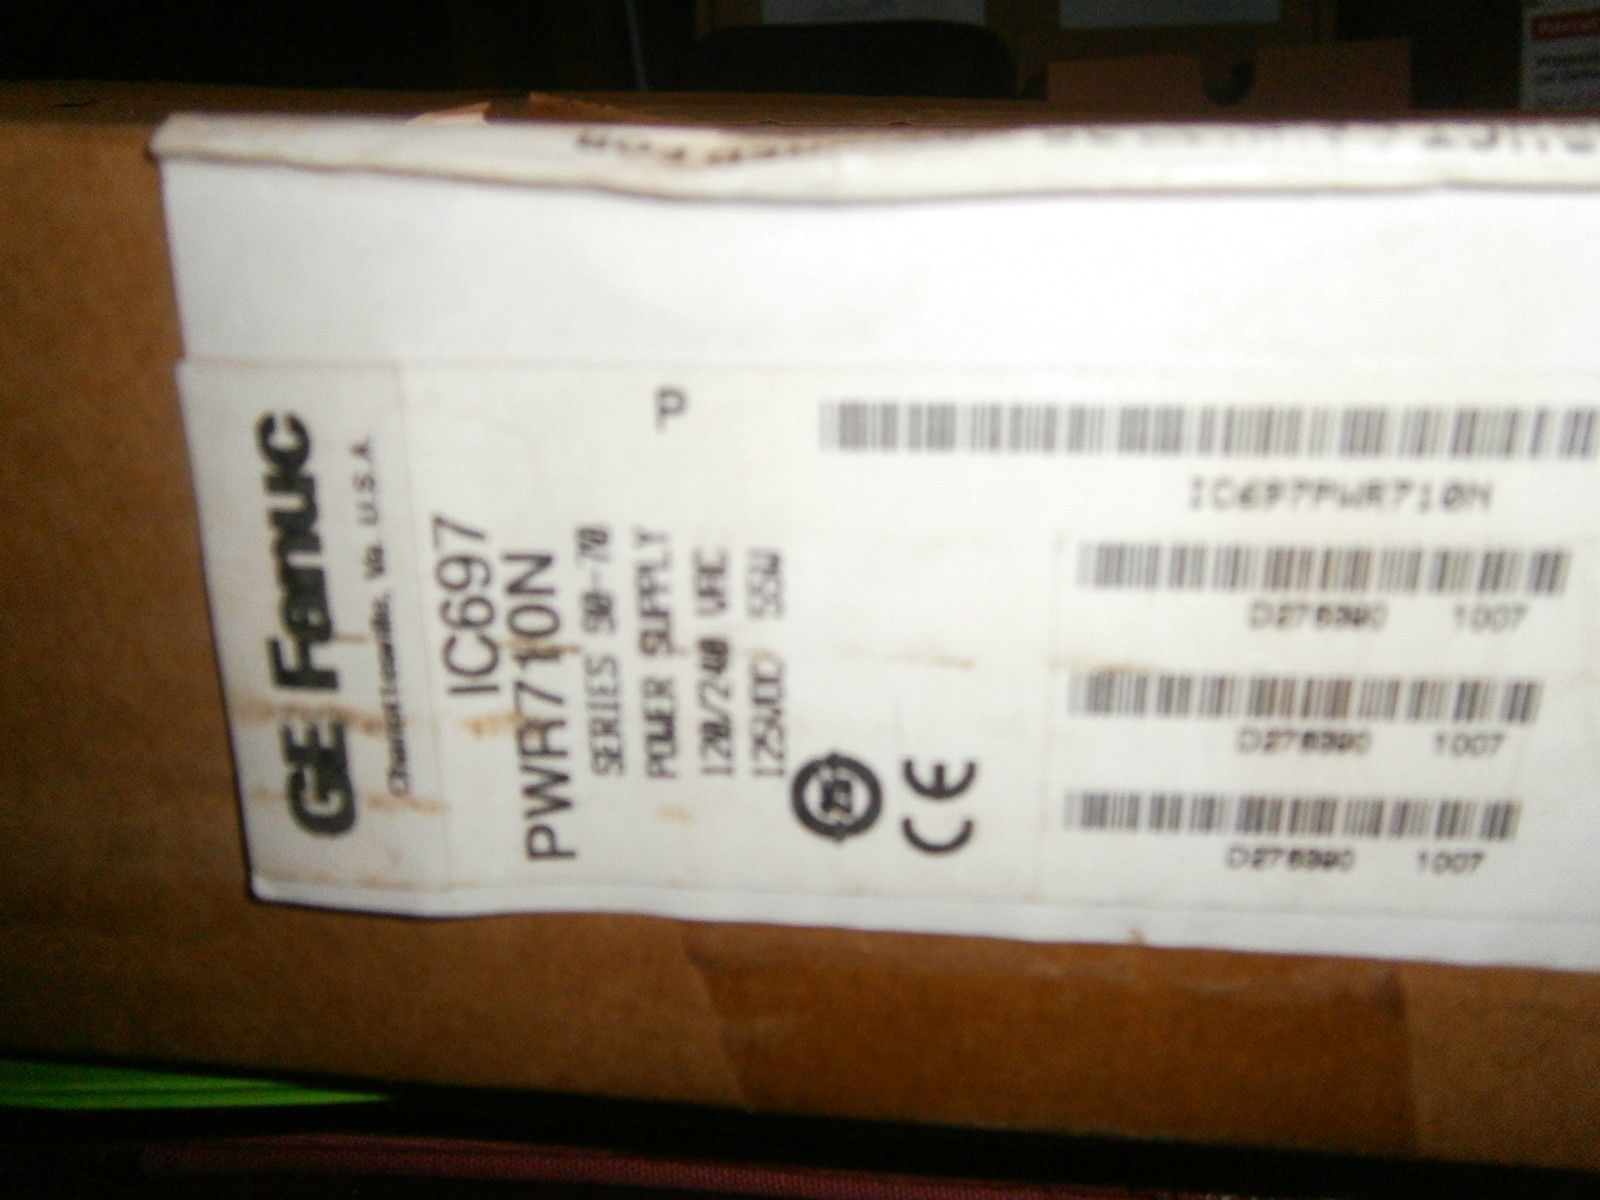 GE Fanuc
Charlottesville, Va. U.S.A.
IC697
PWR710N
SERIES 90-70
POWER SUPPLY
120/240 VAC
125VDC 55W
P
IC697PWR710N
1007
1007
1007